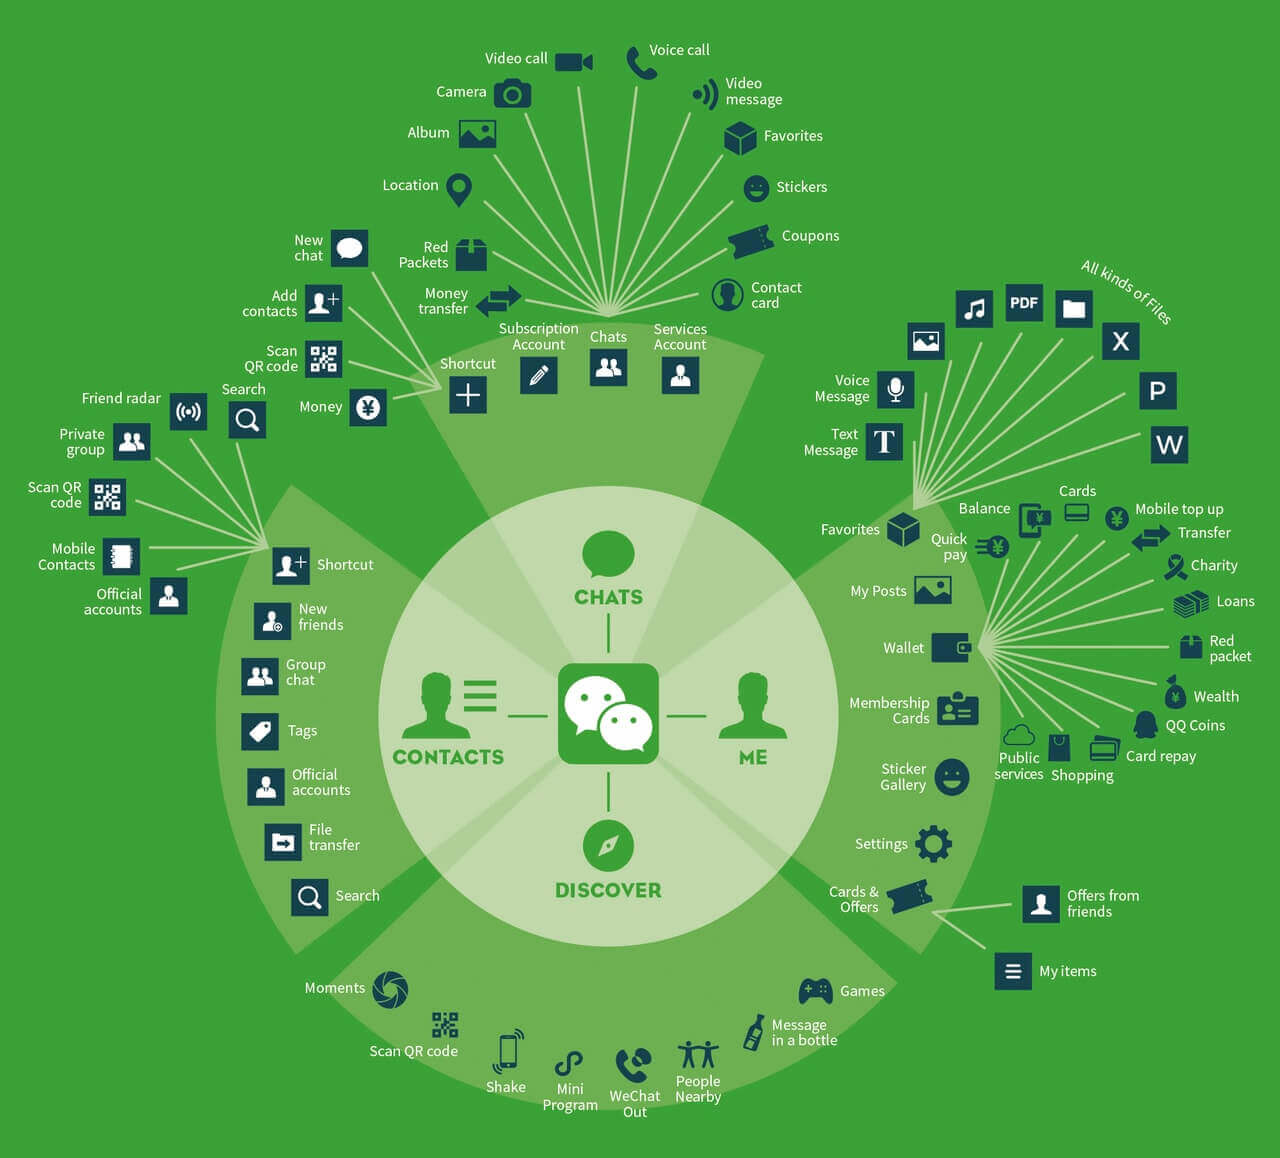 Video call
Voice call
Camera
Video
message
Album
Favorites
Location
Stickers
Red
Packets
Coupons
Money
transfer
Contact
card
Subscription
Account
Chats
Services
Account
New
chat
Add
contacts
Scan
QR code
Money
Shortcut
Search
Friend radar
Private
group
Scan QR
code
Mobile
Contacts
Official
accounts
Shortcut
New
friends
Group
chat
Tags
Official
accounts
File
transfer
Search
CHATS
CONTACTS
ME
DISCOVER
All kinds of Files
PDF
X
P
W
Voice
Message
Text
Message
T
Favorites
My Posts
Wallet
Membership
Cards
Sticker
Gallery
Settings
Cards &
Offers
Quick
pay
Balance
Cards
Mobile top up
Transfer
Charity
Loans
Red
packet
Wealth
QQ Coins
Card repay
Shopping
Public
services
Offers from
friends
My items
Moments
Scan QR code
Shake
Mini
Program
WeChat
Out
People
Nearby
Message
in a bottle
Games